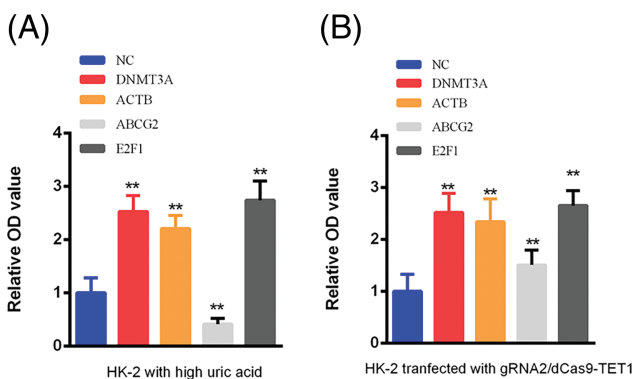 (A)
NC
DNMT3A
ACTB
ABCG2
E2F1
4
3
2
1
0
Relative OD value
**
**
**
**
HK-2 with high uric acid
(B)
NC
DNMT3A
ACTB
ABCG2
E2F1
4
3
2
1
0
Relative OD value
**
**
**
**
HK-2 tranfected with gRNA2/dCas9-TET1